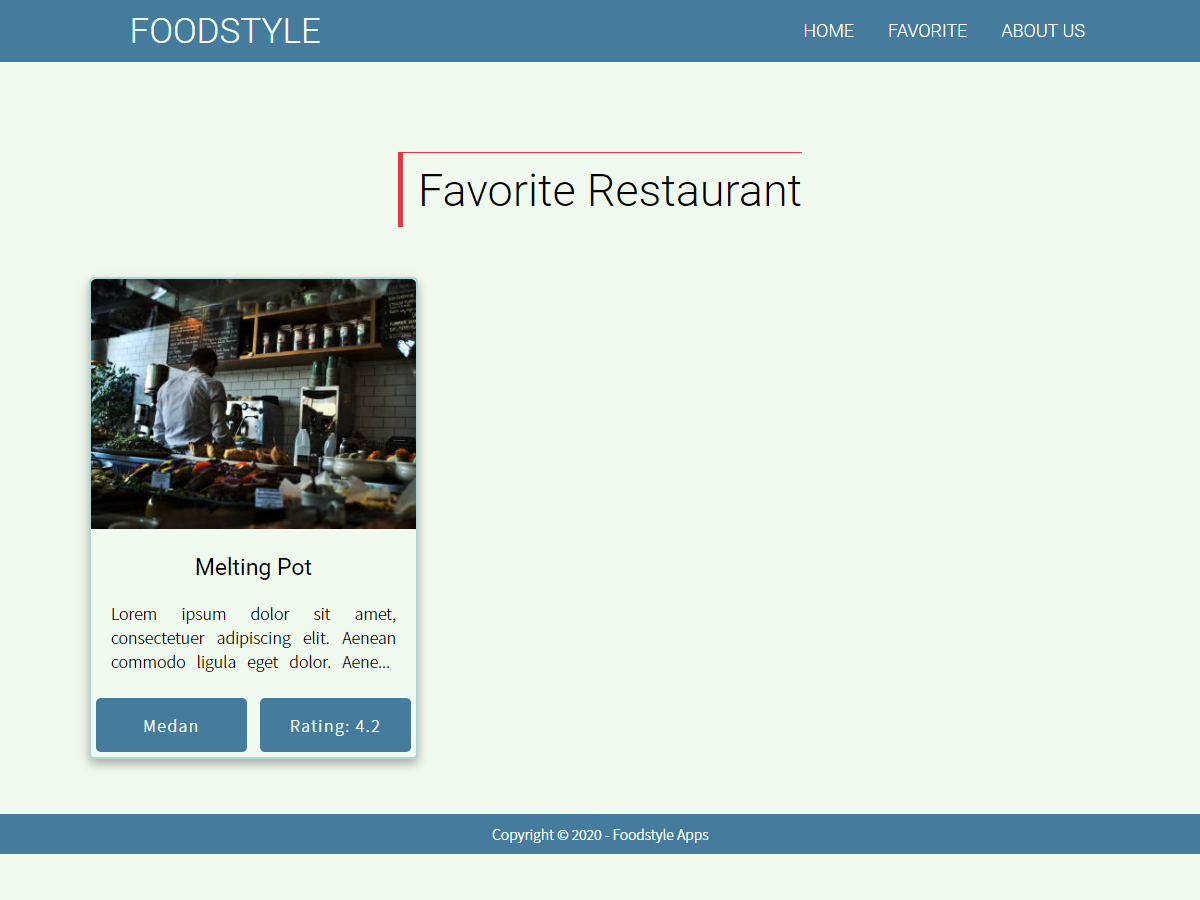 FOODSTYLE
HOME FAVORITE ABOUT US
Favorite Restaurant
Melting Pot
Lorem ipsum dolor sit amet,
consectetuer adipiscing elit. Aenean
commodo ligula eget dolor. Aene...
Medan Rating: 4.2
Copyright © 2020 - Foodstyle Apps